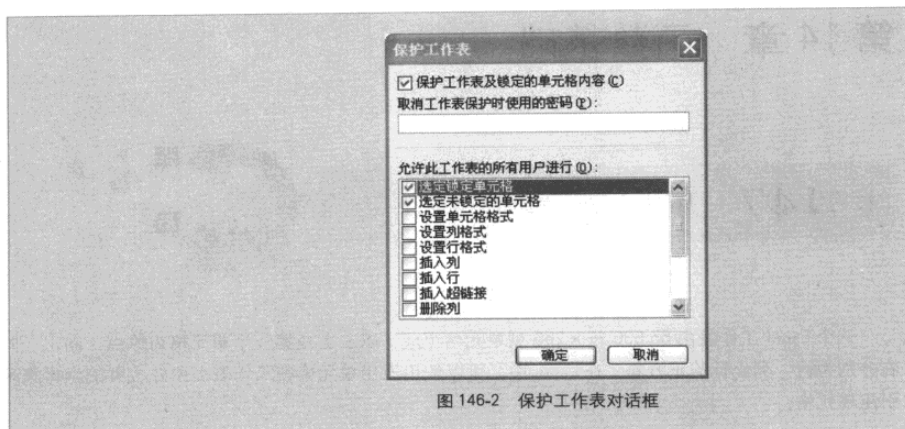 保护工作表
保护工作表及锁定的单元格内容(C)
取消工作表保护时使用的密码(P):
允许此工作表的所有用户进行(O):
选定锁定单元格
选定未锁定的单元格
设置单元格格式
设置列格式
设置行格式
插入列
插入行
插入超链接
删除列
确定
取消
图 146-2 保护工作表对话框